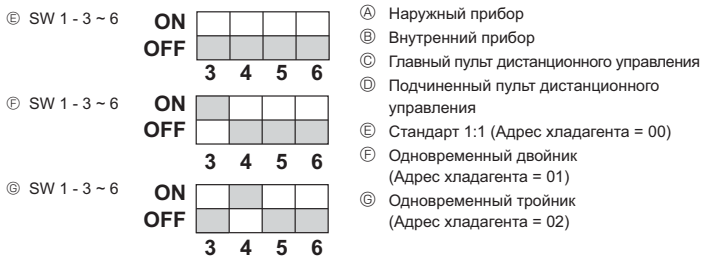 Ⓔ SW 1 - 3 ~ 6
ON
OFF
3 4 5 6
Ⓕ SW 1 - 3 ~ 6
ON
OFF
3 4 5 6
Ⓖ SW 1 - 3 ~ 6
ON
OFF
3 4 5 6
Ⓐ Наружный прибор
Ⓑ Внутренний прибор
Ⓒ Главный пульт дистанционного управления
Ⓓ Подчиненный пульт дистанционного
управления
Ⓔ Стандарт 1:1 (Адрес хладагента = 00)
Ⓕ Одновременный двойник
(Адрес хладагента = 01)
Ⓖ Одновременный тройник
(Адрес хладагента = 02)